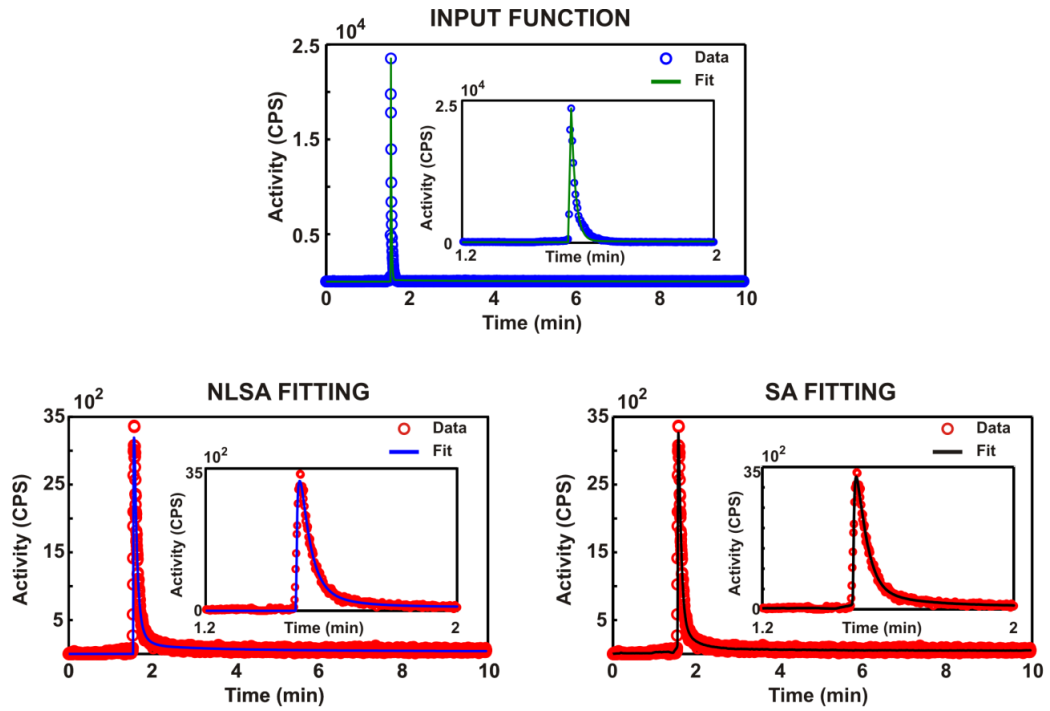 INPUT FUNCTION
10^4
2.5
2.0
1.5
1.0
0.5
Activity (CPS)
0 2 4 6 8 10
Time (min)
Data
Fit
10^4
2.5
0
Activity (CPS)
1.2 2
Time (min)
NLSA FITTING
10^2
35
25
15
5
Activity (CPS)
0 2 4 6 8 10
Time (min)
Data
Fit
10^2
35
0
Activity (CPS)
1.2 2
Time (min)
SA FITTING
10^2
35
25
15
5
Activity (CPS)
0 2 4 6 8 10
Time (min)
Data
Fit
10^2
35
0
Activity (CPS)
1.2 2
Time (min)